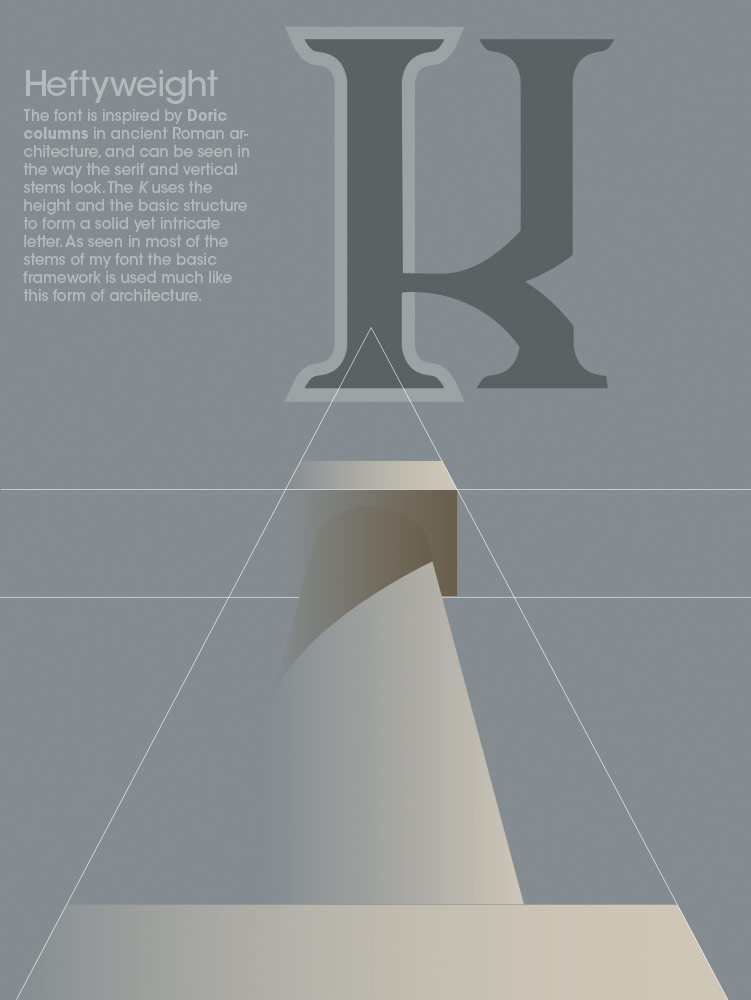 K
Heftyweight
The font is inspired by Doric
columns in ancient Roman ar-
chitecture, and can be seen in
the way the serif and vertical
stems look. The K uses the
height and the basic structure
to form a solid yet intricate
letter. As seen in most of the
stems of my font the basic
framework is used much like
this form of architecture.